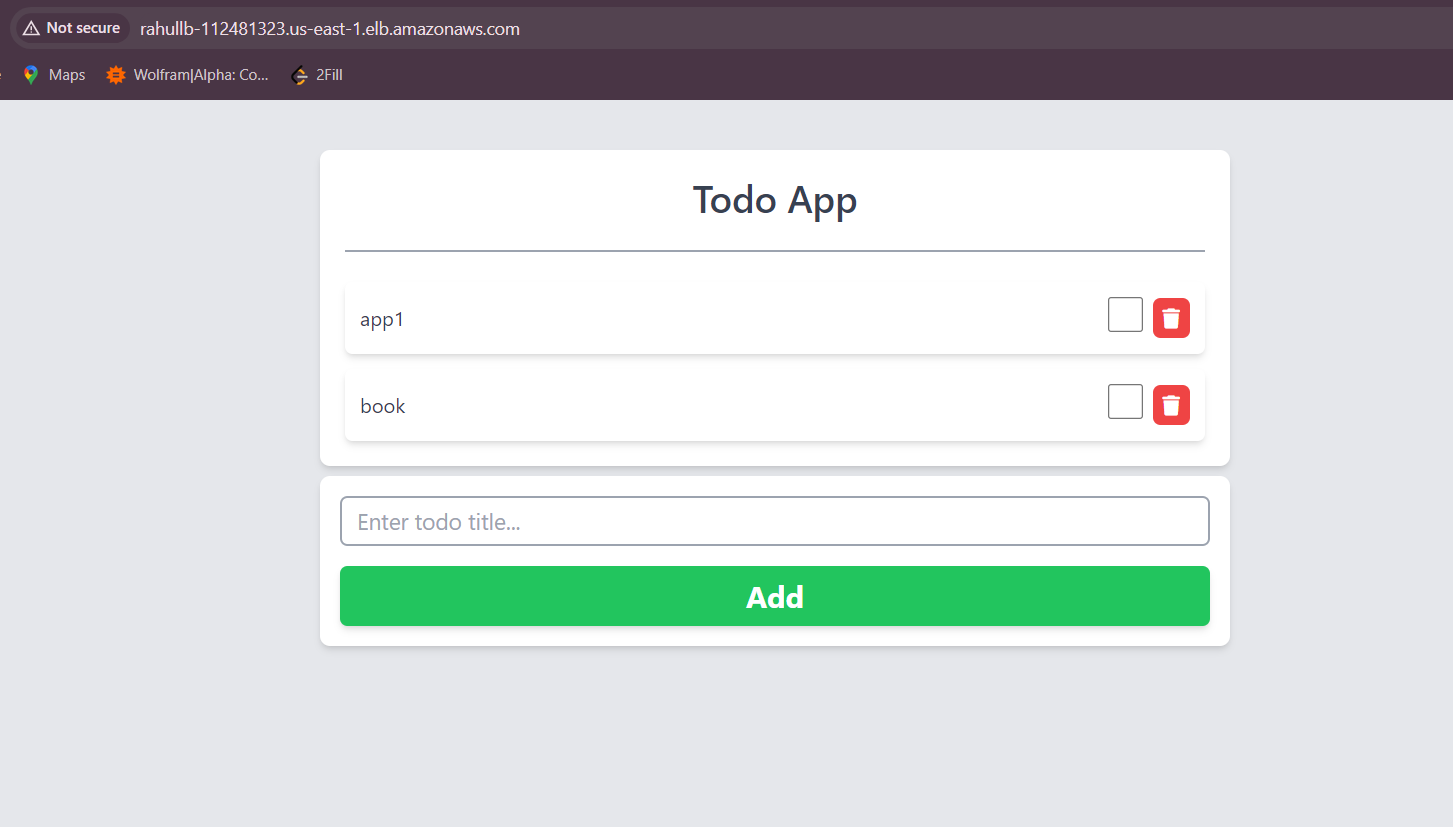 Not secure rahullb-112481323.us-east-1.elb.amazonaws.com
Maps Wolfram|Alpha: Co... 2Fill
Todo App
app1
book
Enter todo title...
Add